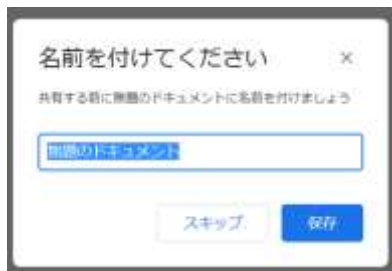 名前を付けてください
×
共有する前に無題のドキュメントに名前を付けましょう
無題のドキュメント
スキップ
保存